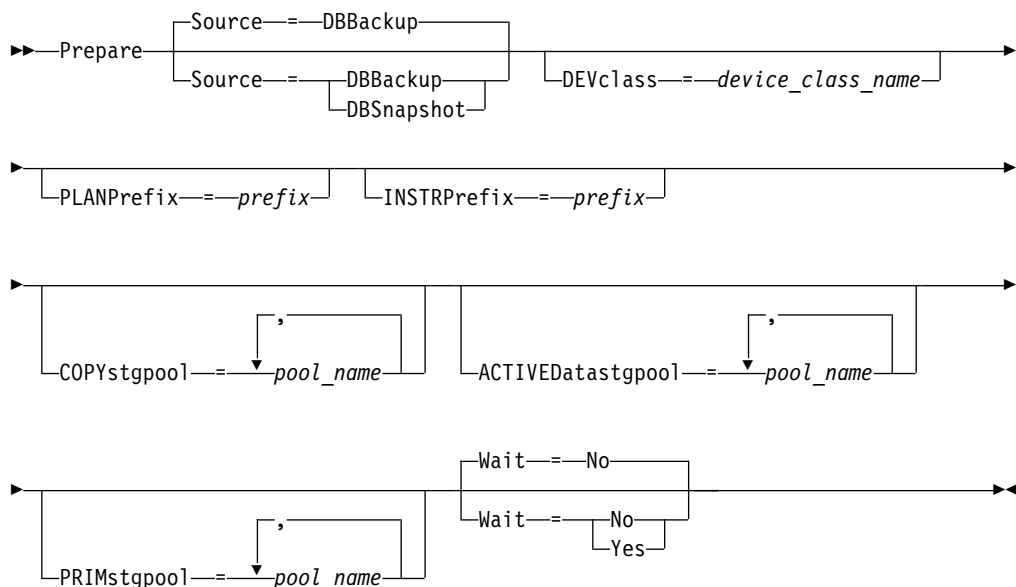 Source = DBBackup
Prepare
Source = DBBackup
DBSnapshot
DEVclass = device_class_name
PLANPrefix = prefix
INSTRPrefix = prefix
,
COPYstgpool = pool_name
,
ACTIVEDatastgpool = pool_name
,
PRIMstgpool = pool_name
Wait = No
Wait = No
Yes